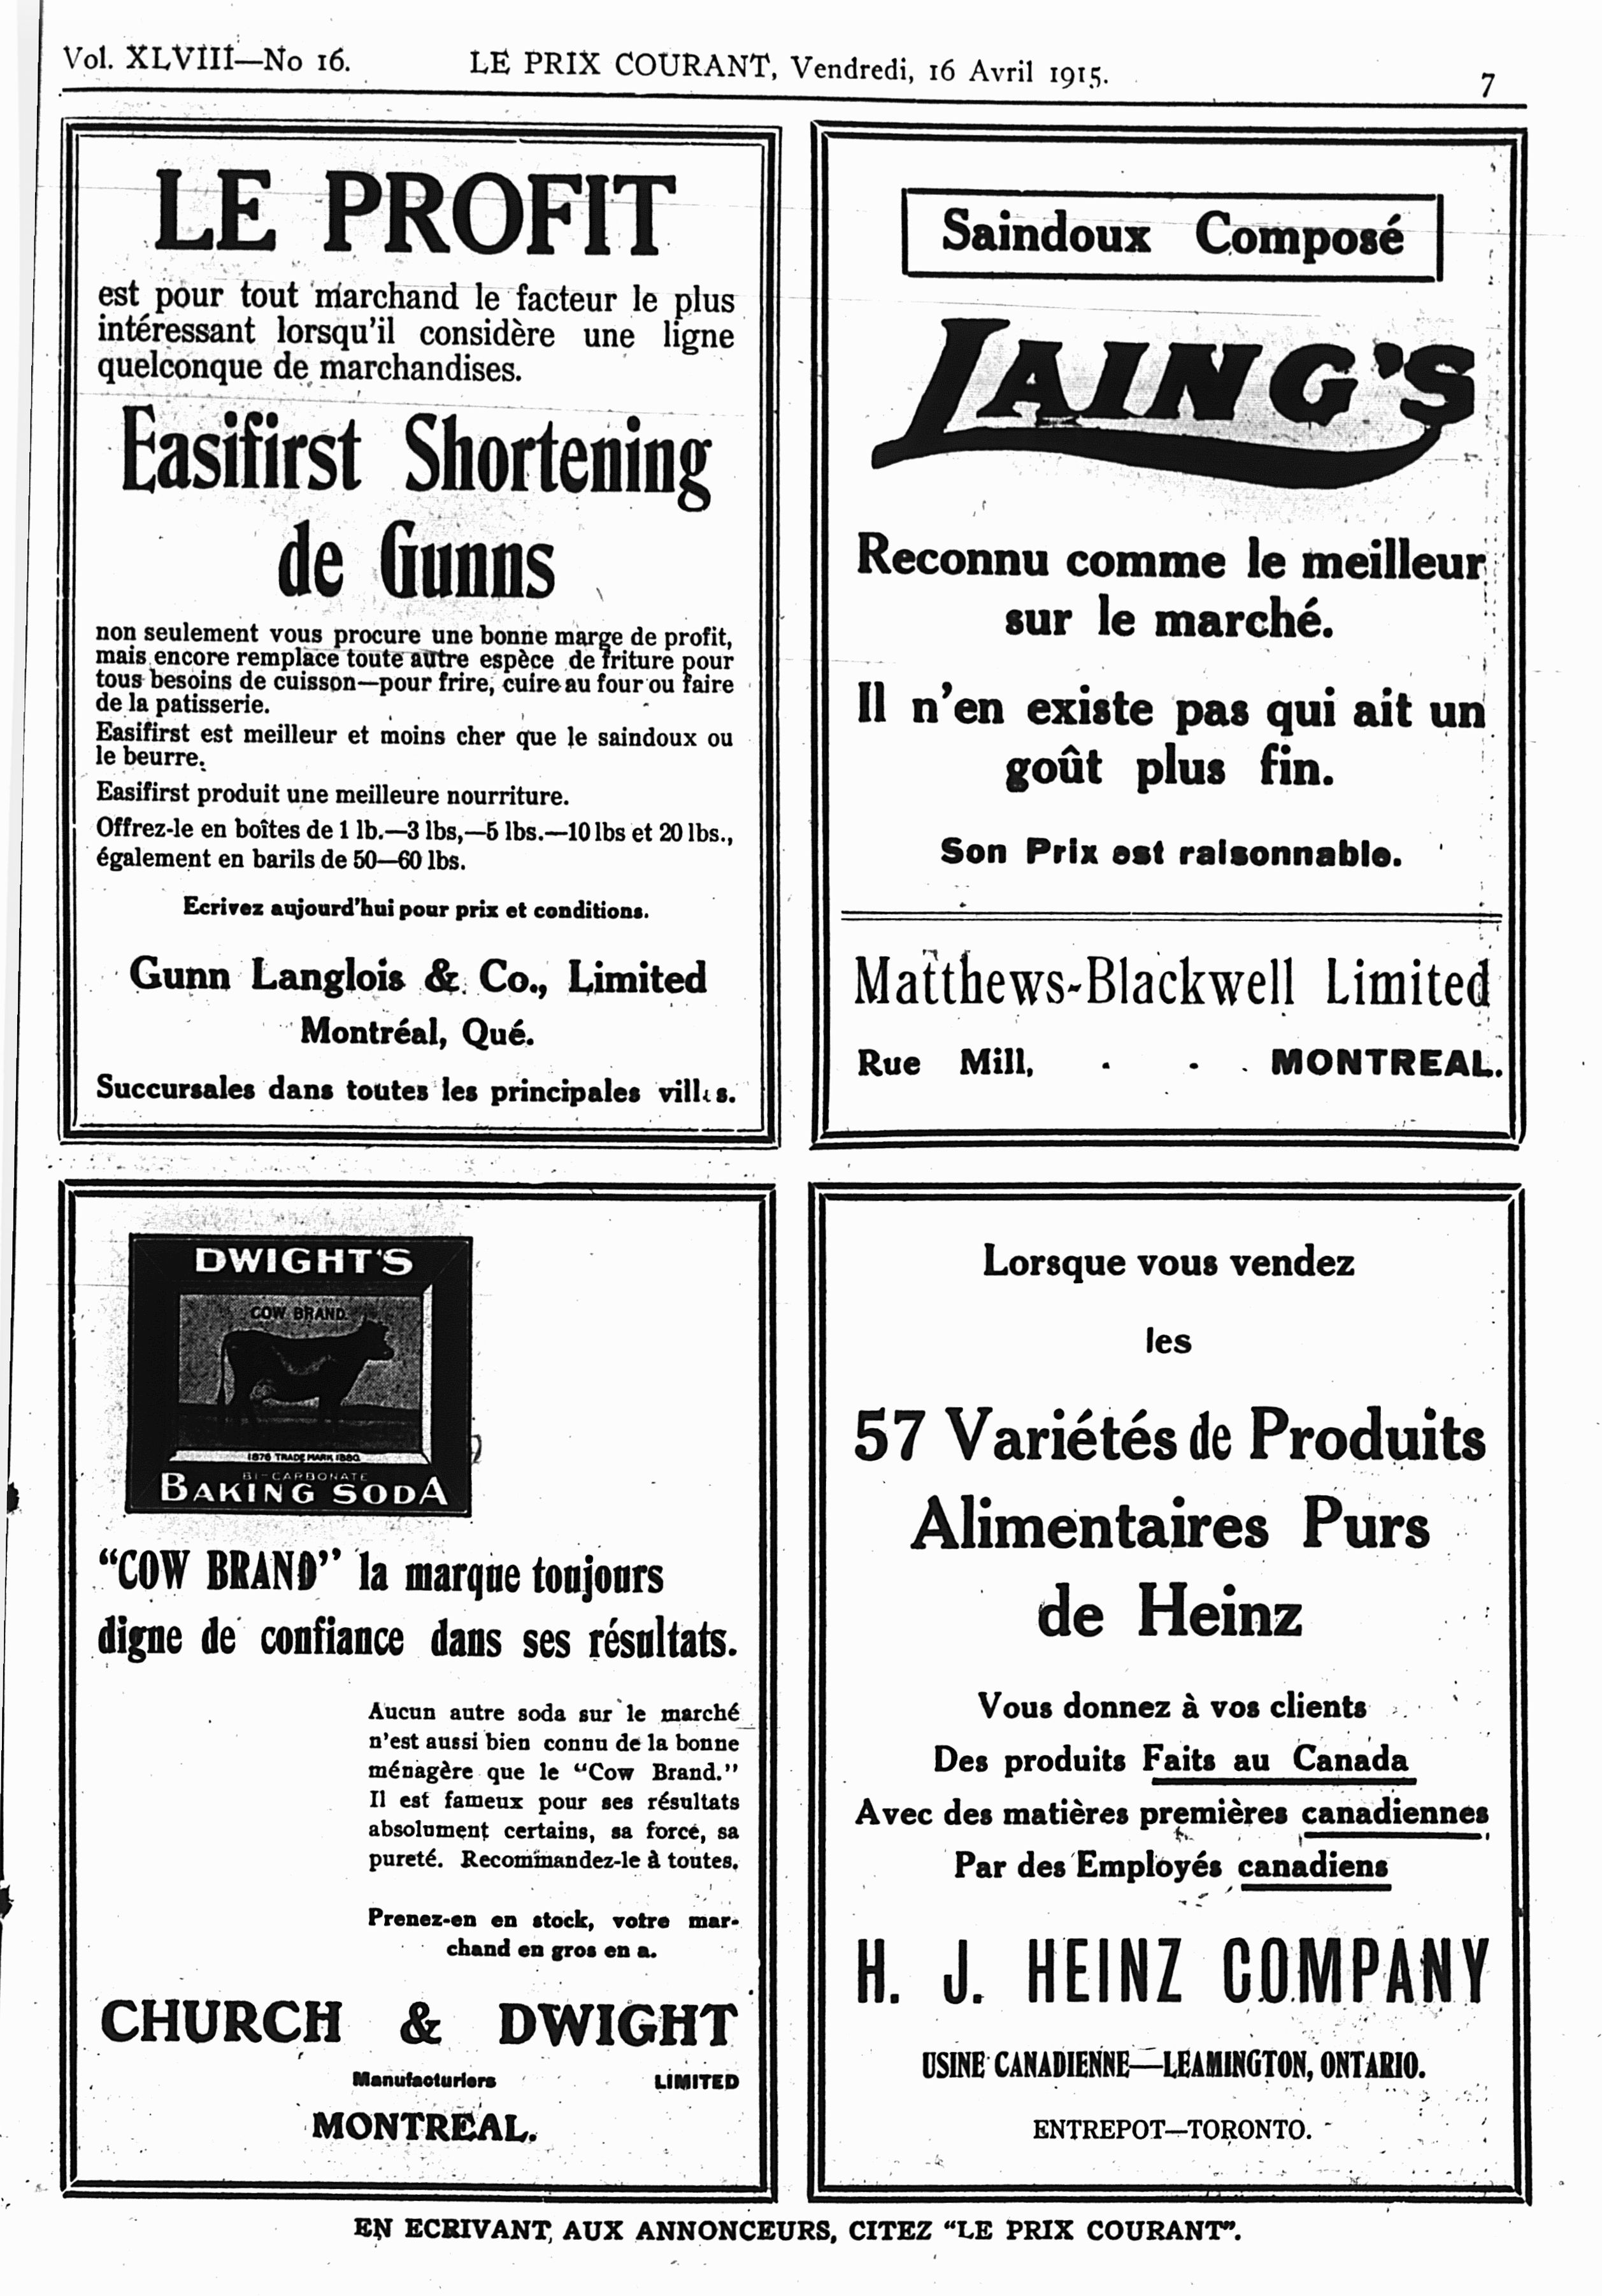 Vol. XLVIII—No 16. LE PRIX COURANT, Vendredi, 16 Avril 1915. 7
LE PROFIT
est pour tout marchand le facteur le plus
intéressant lorsqu'il considère une ligne
quelconque de marchandises.
Easifirst Shortening
de Gunns
non seulement vous procure une bonne marge de profit,
mais encore remplace toute autre espèce de friture pour
tous besoins de cuisson—pour frire, cuire au four ou faire
de la patisserie.
Easifirst est meilleur et moins cher que le saindoux ou
le beurre.
Easifirst produit une meilleure nourriture.
Offrez-le en boîtes de 1 lb.—3 lbs,—5 lbs.—10 lbs et 20 lbs.,
également en barils de 50—60 lbs.
Ecrivez aujourd'hui pour prix et conditions.
Gunn Langlois & Co., Limited
Montréal, Qué.
Succursales dans toutes les principales villes.
Saindoux Composé
LAING'S
Reconnu comme le meilleur
sur le marché.
Il n'en existe pas qui ait un
goût plus fin.
Son Prix est raisonnable.
Matthews-Blackwell Limited
Rue Mill, - - MONTREAL.
DWIGHT'S
COW BRAND.
1876 TRADE MARK 1880.
BI-CARBONATE
BAKING SODA
"COW BRAND" la marque toujours
digne de confiance dans ses résultats.
Aucun autre soda sur le marché
n'est aussi bien connu de la bonne
ménagère que le "Cow Brand."
Il est fameux pour ses résultats
absolument certains, sa force, sa
pureté. Recommandez-le à toutes.
Prenez-en en stock, votre mar-
chand en gros en a.
CHURCH & DWIGHT
Manufacturiers LIMITED
MONTREAL.
Lorsque vous vendez
les
57 Variétés de Produits
Alimentaires Purs
de Heinz
Vous donnez à vos clients
Des produits Faits au Canada
Avec des matières premières canadiennes
Par des Employés canadiens
H. J. HEINZ COMPANY
USINE CANADIENNE—LEAMINGTON, ONTARIO.
ENTREPOT—TORONTO.
EN ECRIVANT AUX ANNONCEURS, CITEZ "LE PRIX COURANT".